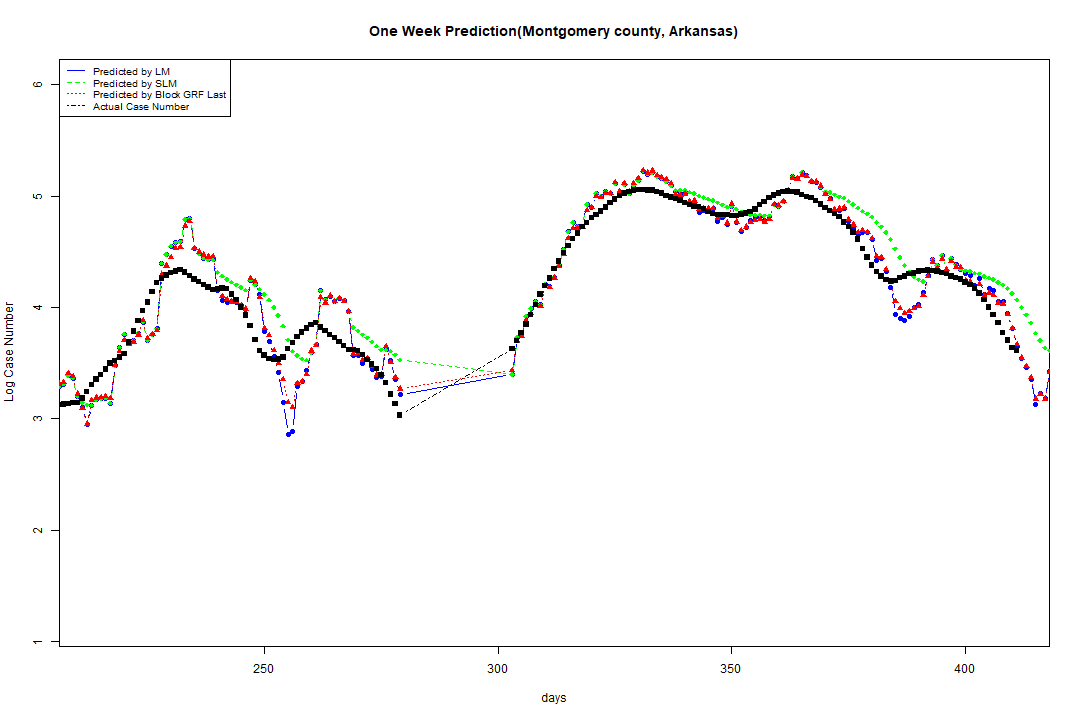 One Week Prediction(Montgomery county, Arkansas)
Predicted by LM
Predicted by SLM
Predicted by Block GRF Last
Actual Case Number
6
5
4
3
2
1
Log Case Number
250
300
350
400
days